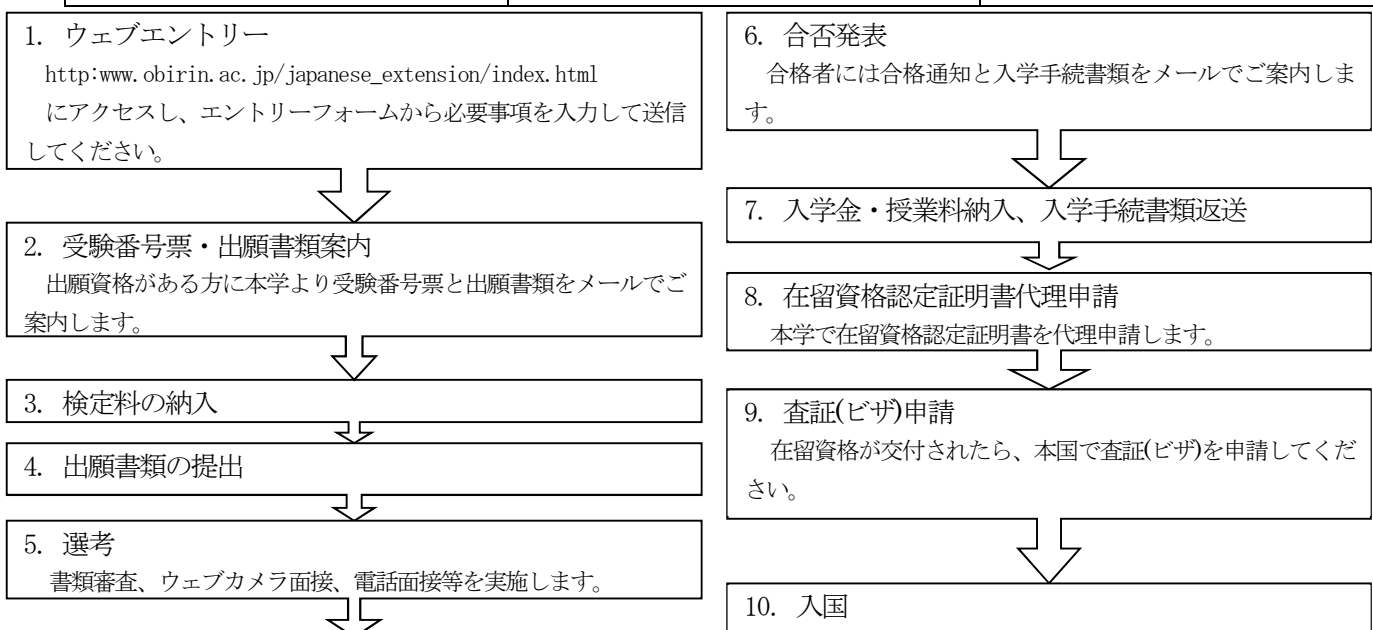 1. ウェブエントリー
http:www.obirin.ac.jp/japanese_extension/index.html
にアクセスし、エントリーフォームから必要事項を入力して送信
してください。
2. 受験番号票・出願書類案内
出願資格がある方に本学より受験番号票と出願書類をメールでご
案内します。
3. 検定料の納入
4. 出願書類の提出
5. 選考
書類審査、ウェブカメラ面接、電話面接等を実施します。
6. 合否発表
合格者には合格通知と入学手続書類をメールでご案内しま
す。
7. 入学金・授業料納入、入学手続書類返送
8. 在留資格認定証明書代理申請
本学で在留資格認定証明書を代理申請します。
9. 査証(ビザ)申請
在留資格が交付されたら、本国で査証(ビザ)を申請してくだ
さい。
10. 入国